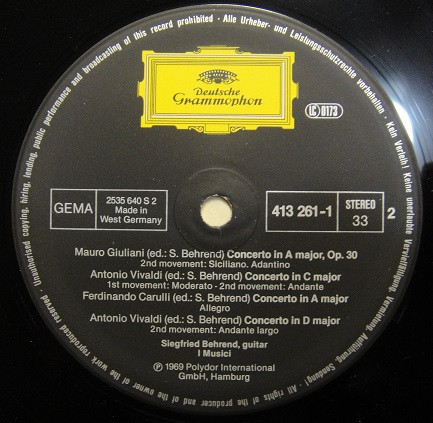 Deutsche
Grammophon
LC 0173
GEMA
2535 640 S 2
Made in
West Germany
413 261-1
STEREO
33
2
Mauro Giuliani (ed.: S. Behrend) Concerto in A major, Op. 30
2nd movement: Siciliano. Adantino
Antonio Vivaldi (ed.: S. Behrend) Concerto in C major
1st movement: Moderato · 2nd movement: Andante
Ferdinando Carulli (ed.: S. Behrend) Concerto in A major
Allegro
Antonio Vivaldi (ed.: S. Behrend) Concerto in D major
2nd movement: Andante largo
Siegfried Behrend, guitar
I Musici
℗ 1969 Polydor International
GmbH, Hamburg
Alle Urheber- und Leistungsschutzrechte vorbehalten · Kein Verleih! Keine unerlaubte Vervielfältigung, Vermietung, Aufführung, Sendung! · All rights of the producer and of the owner of the work reproduced reserved · Unauthorised copying, hiring, lending, public performance and broadcasting of this record prohibited ·